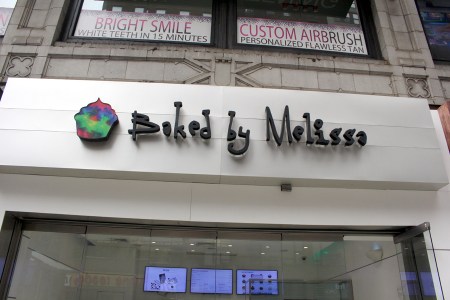 BRIGHT SMILE
WHITE TEETH IN 15 MINUTES
CUSTOM AIRBRUSH
PERSONALIZED FLAWLESS TAN
Baked by Melissa